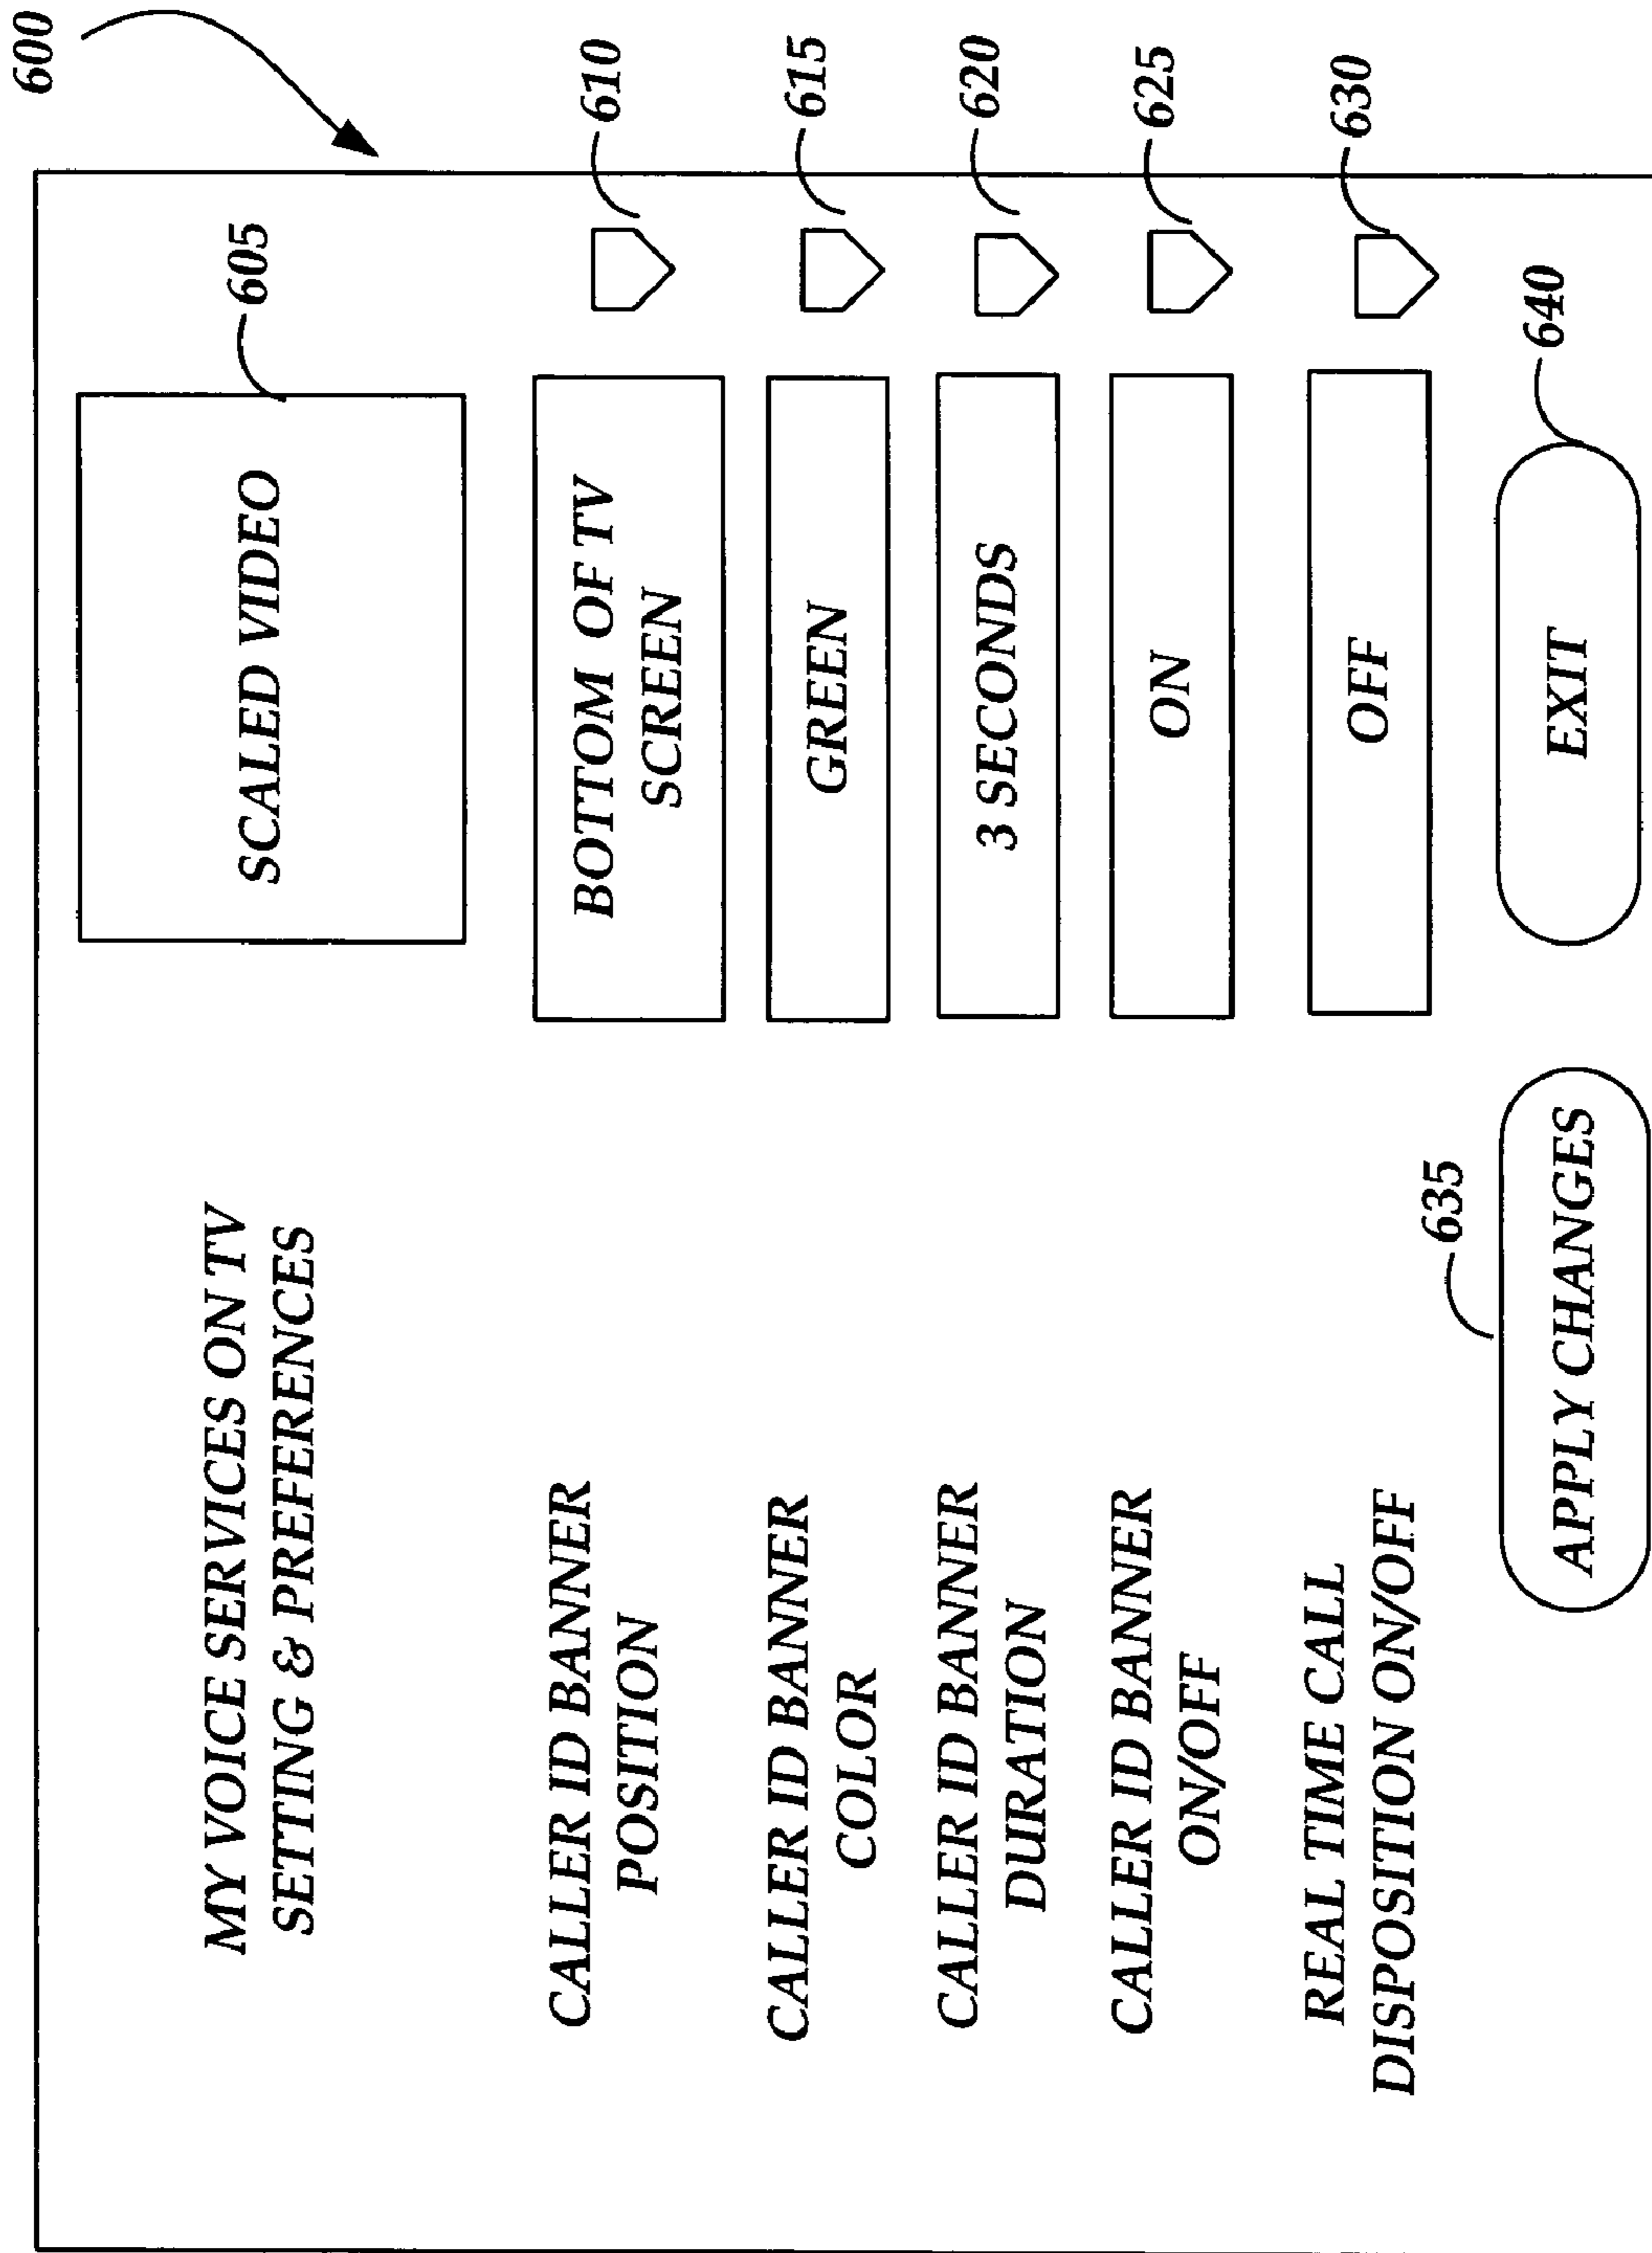 600
MY VOICE SERVICES ON TV
SETTING & PREFERENCES
SCALED VIDEO
605
CALLER ID BANNER
POSITION
BOTTOM OF TV
SCREEN
610
CALLER ID BANNER
COLOR
GREEN
615
CALLER ID BANNER
DURATION
3 SECONDS
620
CALLER ID BANNER
ON/OFF
ON
625
REAL TIME CALL
DISPOSITION ON/OFF
OFF
630
635
APPLY CHANGES
EXIT
640